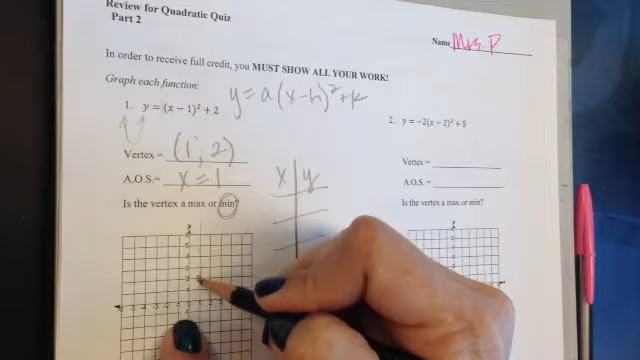 Review for Quadratic Quiz
Part 2
Name Mrs. P
In order to receive full credit, you MUST SHOW ALL YOUR WORK!
Graph each function:
y = a(x-h)² + k
1. y = (x − 1)² + 2
2. y = −2(x − 2)² + 5
Vertex = (1, 2)
Vertex =
A.O.S.= x = 1
A.O.S. =
x y
Is the vertex a max or min?
Is the vertex a max or min?